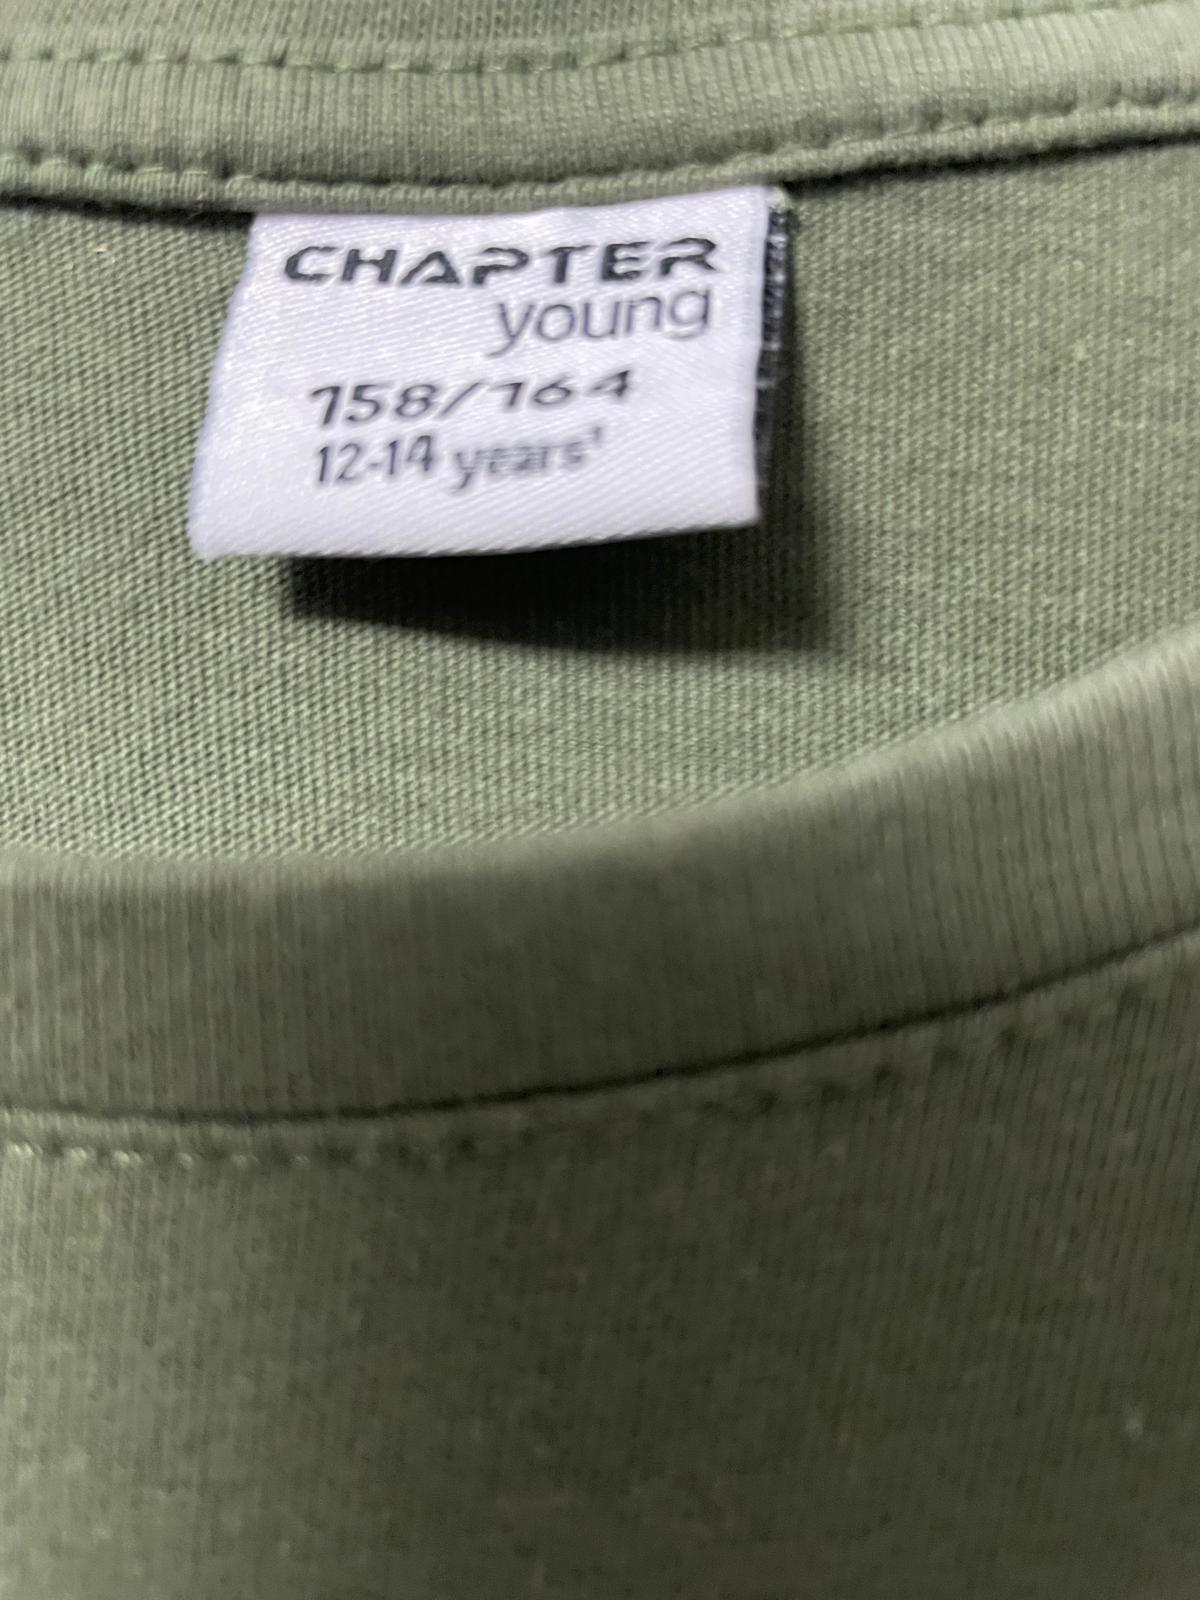 CHAPTER
young
158/164
12-14 years'